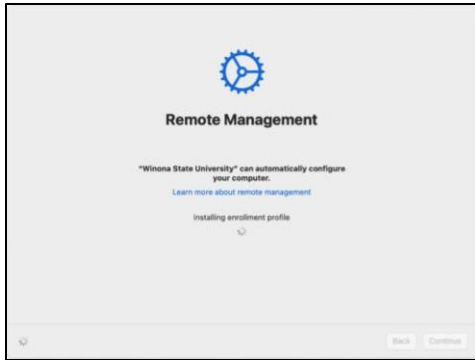 Remote Management
"Winona State University" can automatically configure
your computer.
Learn more about remote management
Installing enrollment profile
Back Continue